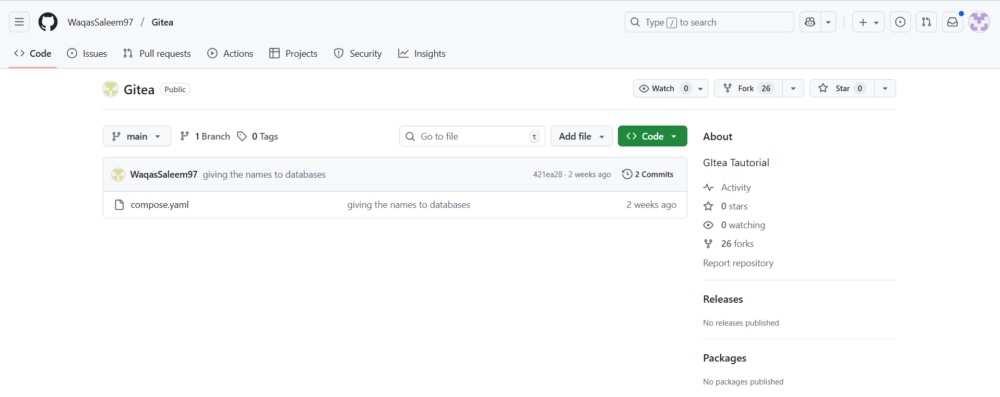 WaqasSaleem97 / Gitea
Type / to search
Code Issues Pull requests Actions Projects Security Insights
Gitea Public
Watch 0 Fork 26 Star 0
main 1 Branch 0 Tags
Go to file t Add file Code
WaqasSaleem97 giving the names to databases 421ea28 · 2 weeks ago 2 Commits
compose.yaml giving the names to databases 2 weeks ago
About
GItea Tautorial
Activity
0 stars
0 watching
26 forks
Report repository
Releases
No releases published
Packages
No packages published